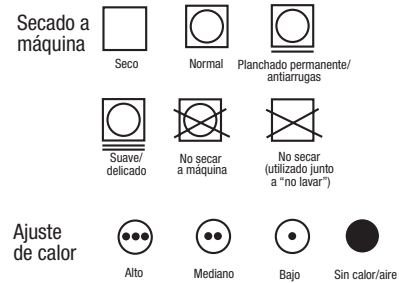 Secado a
máquina
Seco
Normal
Planchado permanente/
antiarrugas
Suave/
delicado
No secar
a máquina
No secar
(utilizado junto
a “no lavar”)
Ajuste
de calor
Alto
Mediano
Bajo
Sin calor/aire